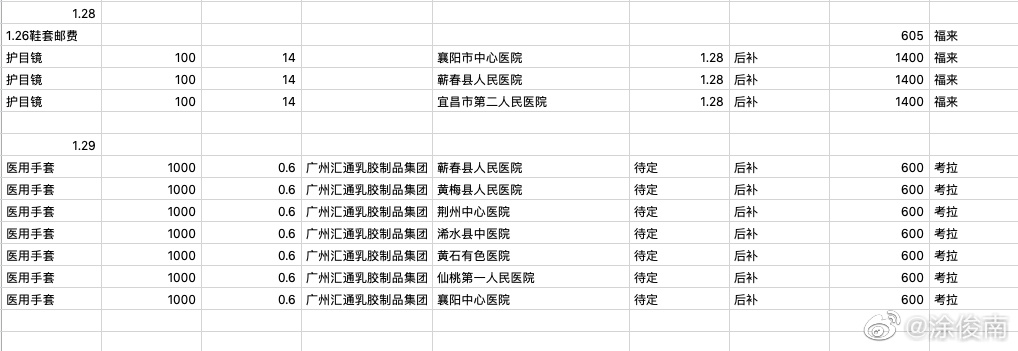 1.28
1.26鞋套邮费 605 福来
护目镜 100 14 襄阳市中心医院 1.28 后补 1400 福来
护目镜 100 14 蕲春县人民医院 1.28 后补 1400 福来
护目镜 100 14 宜昌市第二人民医院 1.28 后补 1400 福来
1.29
医用手套 1000 0.6 广州汇通乳胶制品集团 蕲春县人民医院 待定 后补 600 考拉
医用手套 1000 0.6 广州汇通乳胶制品集团 黄梅县人民医院 待定 后补 600 考拉
医用手套 1000 0.6 广州汇通乳胶制品集团 荆州中心医院 待定 后补 600 考拉
医用手套 1000 0.6 广州汇通乳胶制品集团 浠水县中医院 待定 后补 600 考拉
医用手套 1000 0.6 广州汇通乳胶制品集团 黄石有色医院 待定 后补 600 考拉
医用手套 1000 0.6 广州汇通乳胶制品集团 仙桃第一人民医院 待定 后补 600 考拉
医用手套 1000 0.6 广州汇通乳胶制品集团 襄阳中心医院 待定 后补 600 考拉
@涂俊南